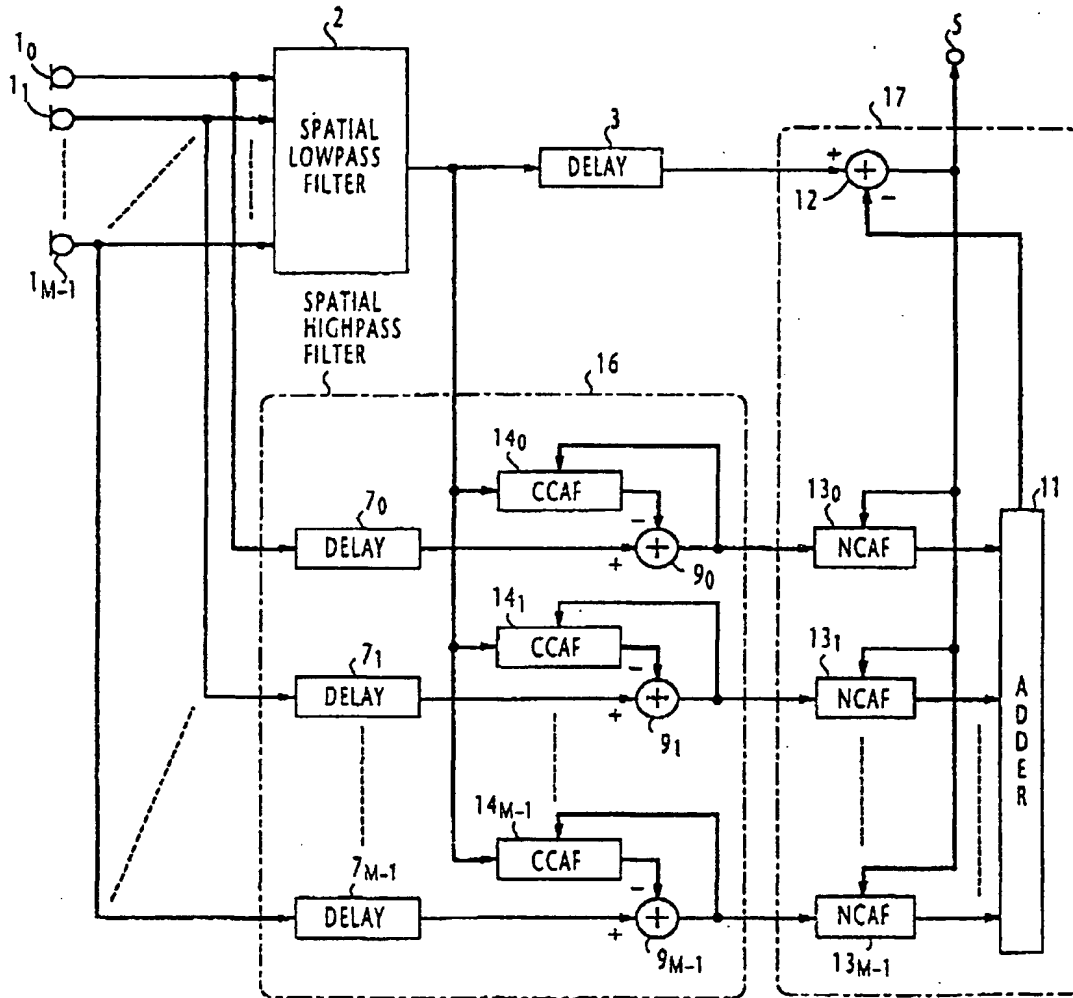 2
5
1₀
1₁
17
SPATIAL
LOWPASS
FILTER
3
DELAY
+
+
12
−
1M-1
SPATIAL
HIGHPASS
FILTER
16
14₀
CCAF
−
7₀
DELAY
+
+
9₀
13₀
NCAF
11
14₁
CCAF
−
7₁
DELAY
+
+
9₁
13₁
NCAF
ADDER
14M-1
CCAF
−
7M-1
DELAY
+
+
9M-1
NCAF
13M-1